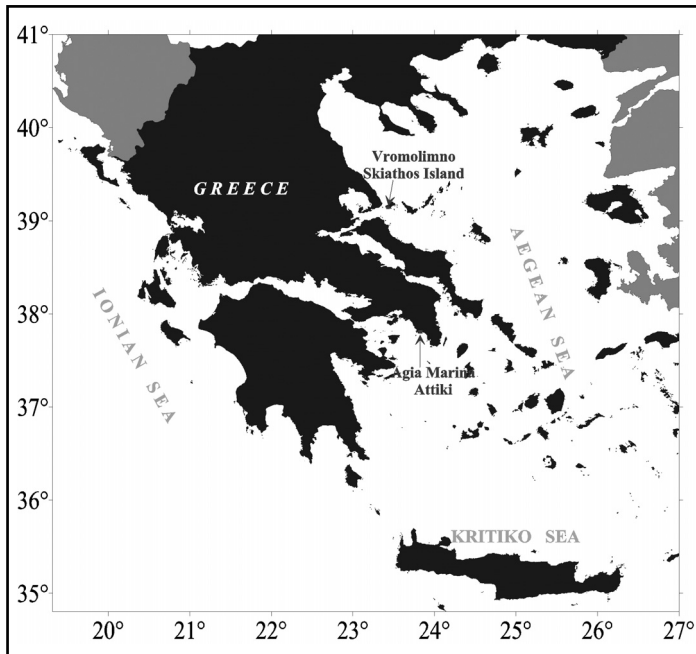 41°
40°
Vromolimno
Skiathos Island
GREECE
39°
AEGEAN SEA
38°
IONIAN SEA
Agia Marina
Attiki
37°
36°
KRITIKO SEA
35°
20° 21° 22° 23° 24° 25° 26° 27°